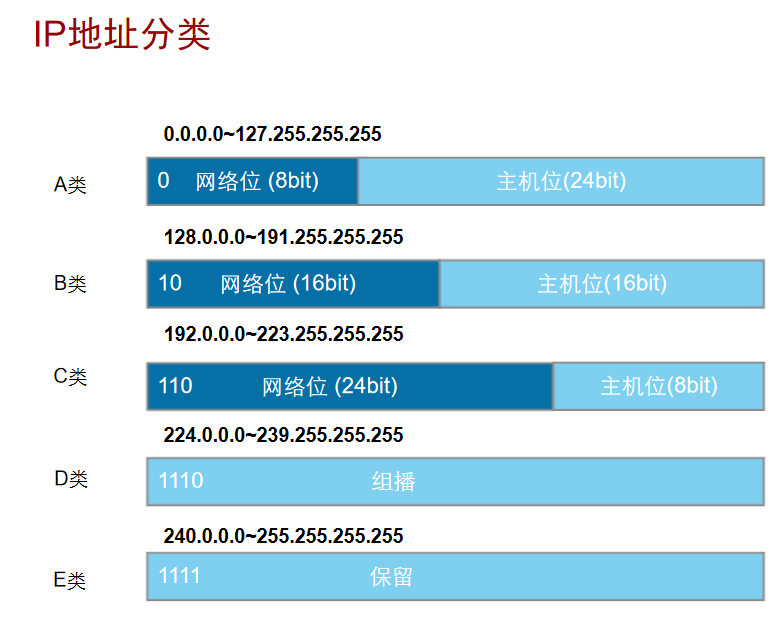 IP地址分类
0.0.0.0~127.255.255.255
A类 0 网络位 (8bit) 主机位(24bit)
128.0.0.0~191.255.255.255
B类 10 网络位 (16bit) 主机位(16bit)
192.0.0.0~223.255.255.255
C类 110 网络位 (24bit) 主机位(8bit)
224.0.0.0~239.255.255.255
D类 1110 组播
240.0.0.0~255.255.255.255
E类 1111 保留